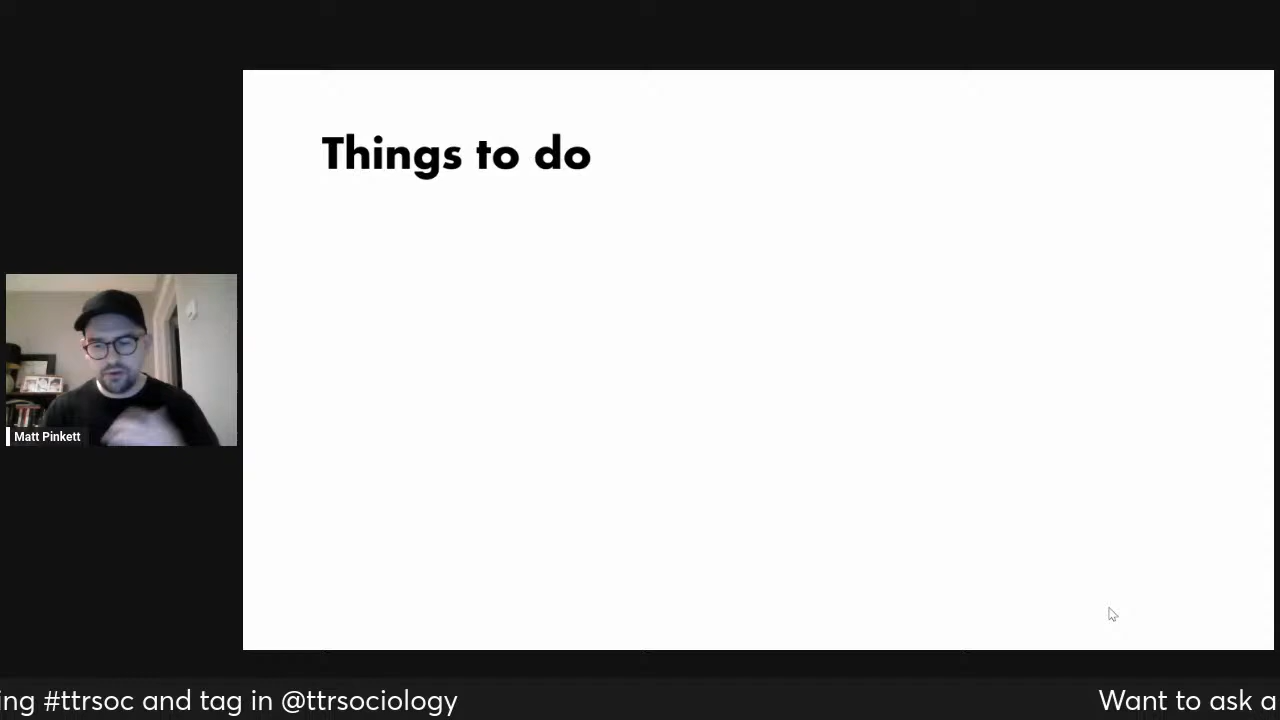 Things to do
Matt Pinkett
ing #ttrsoc and tag in @ttrsociology
Want to ask a